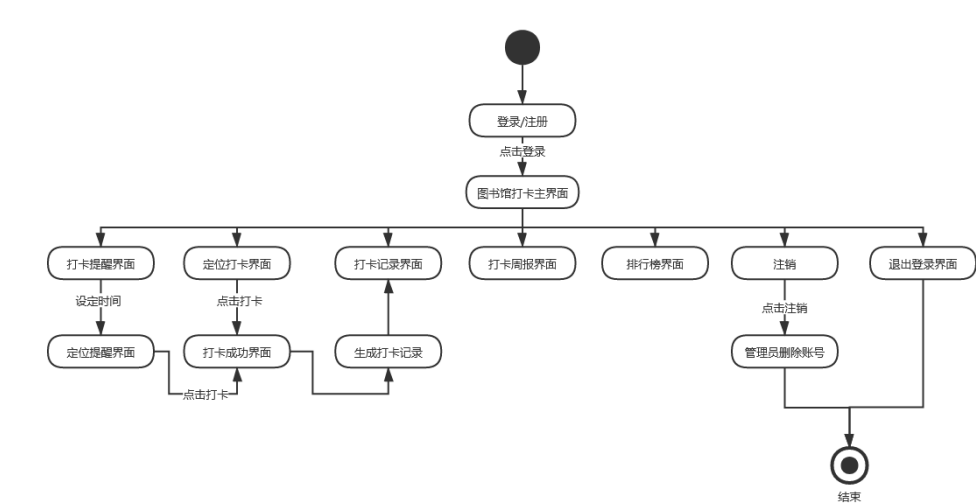 登录/注册
点击登录
图书馆打卡主界面
打卡提醒界面
定位打卡界面
打卡记录界面
打卡周报界面
排行榜界面
注销
退出登录界面
设定时间
点击打卡
点击注销
定位提醒界面
打卡成功界面
生成打卡记录
管理员删除账号
点击打卡
结束